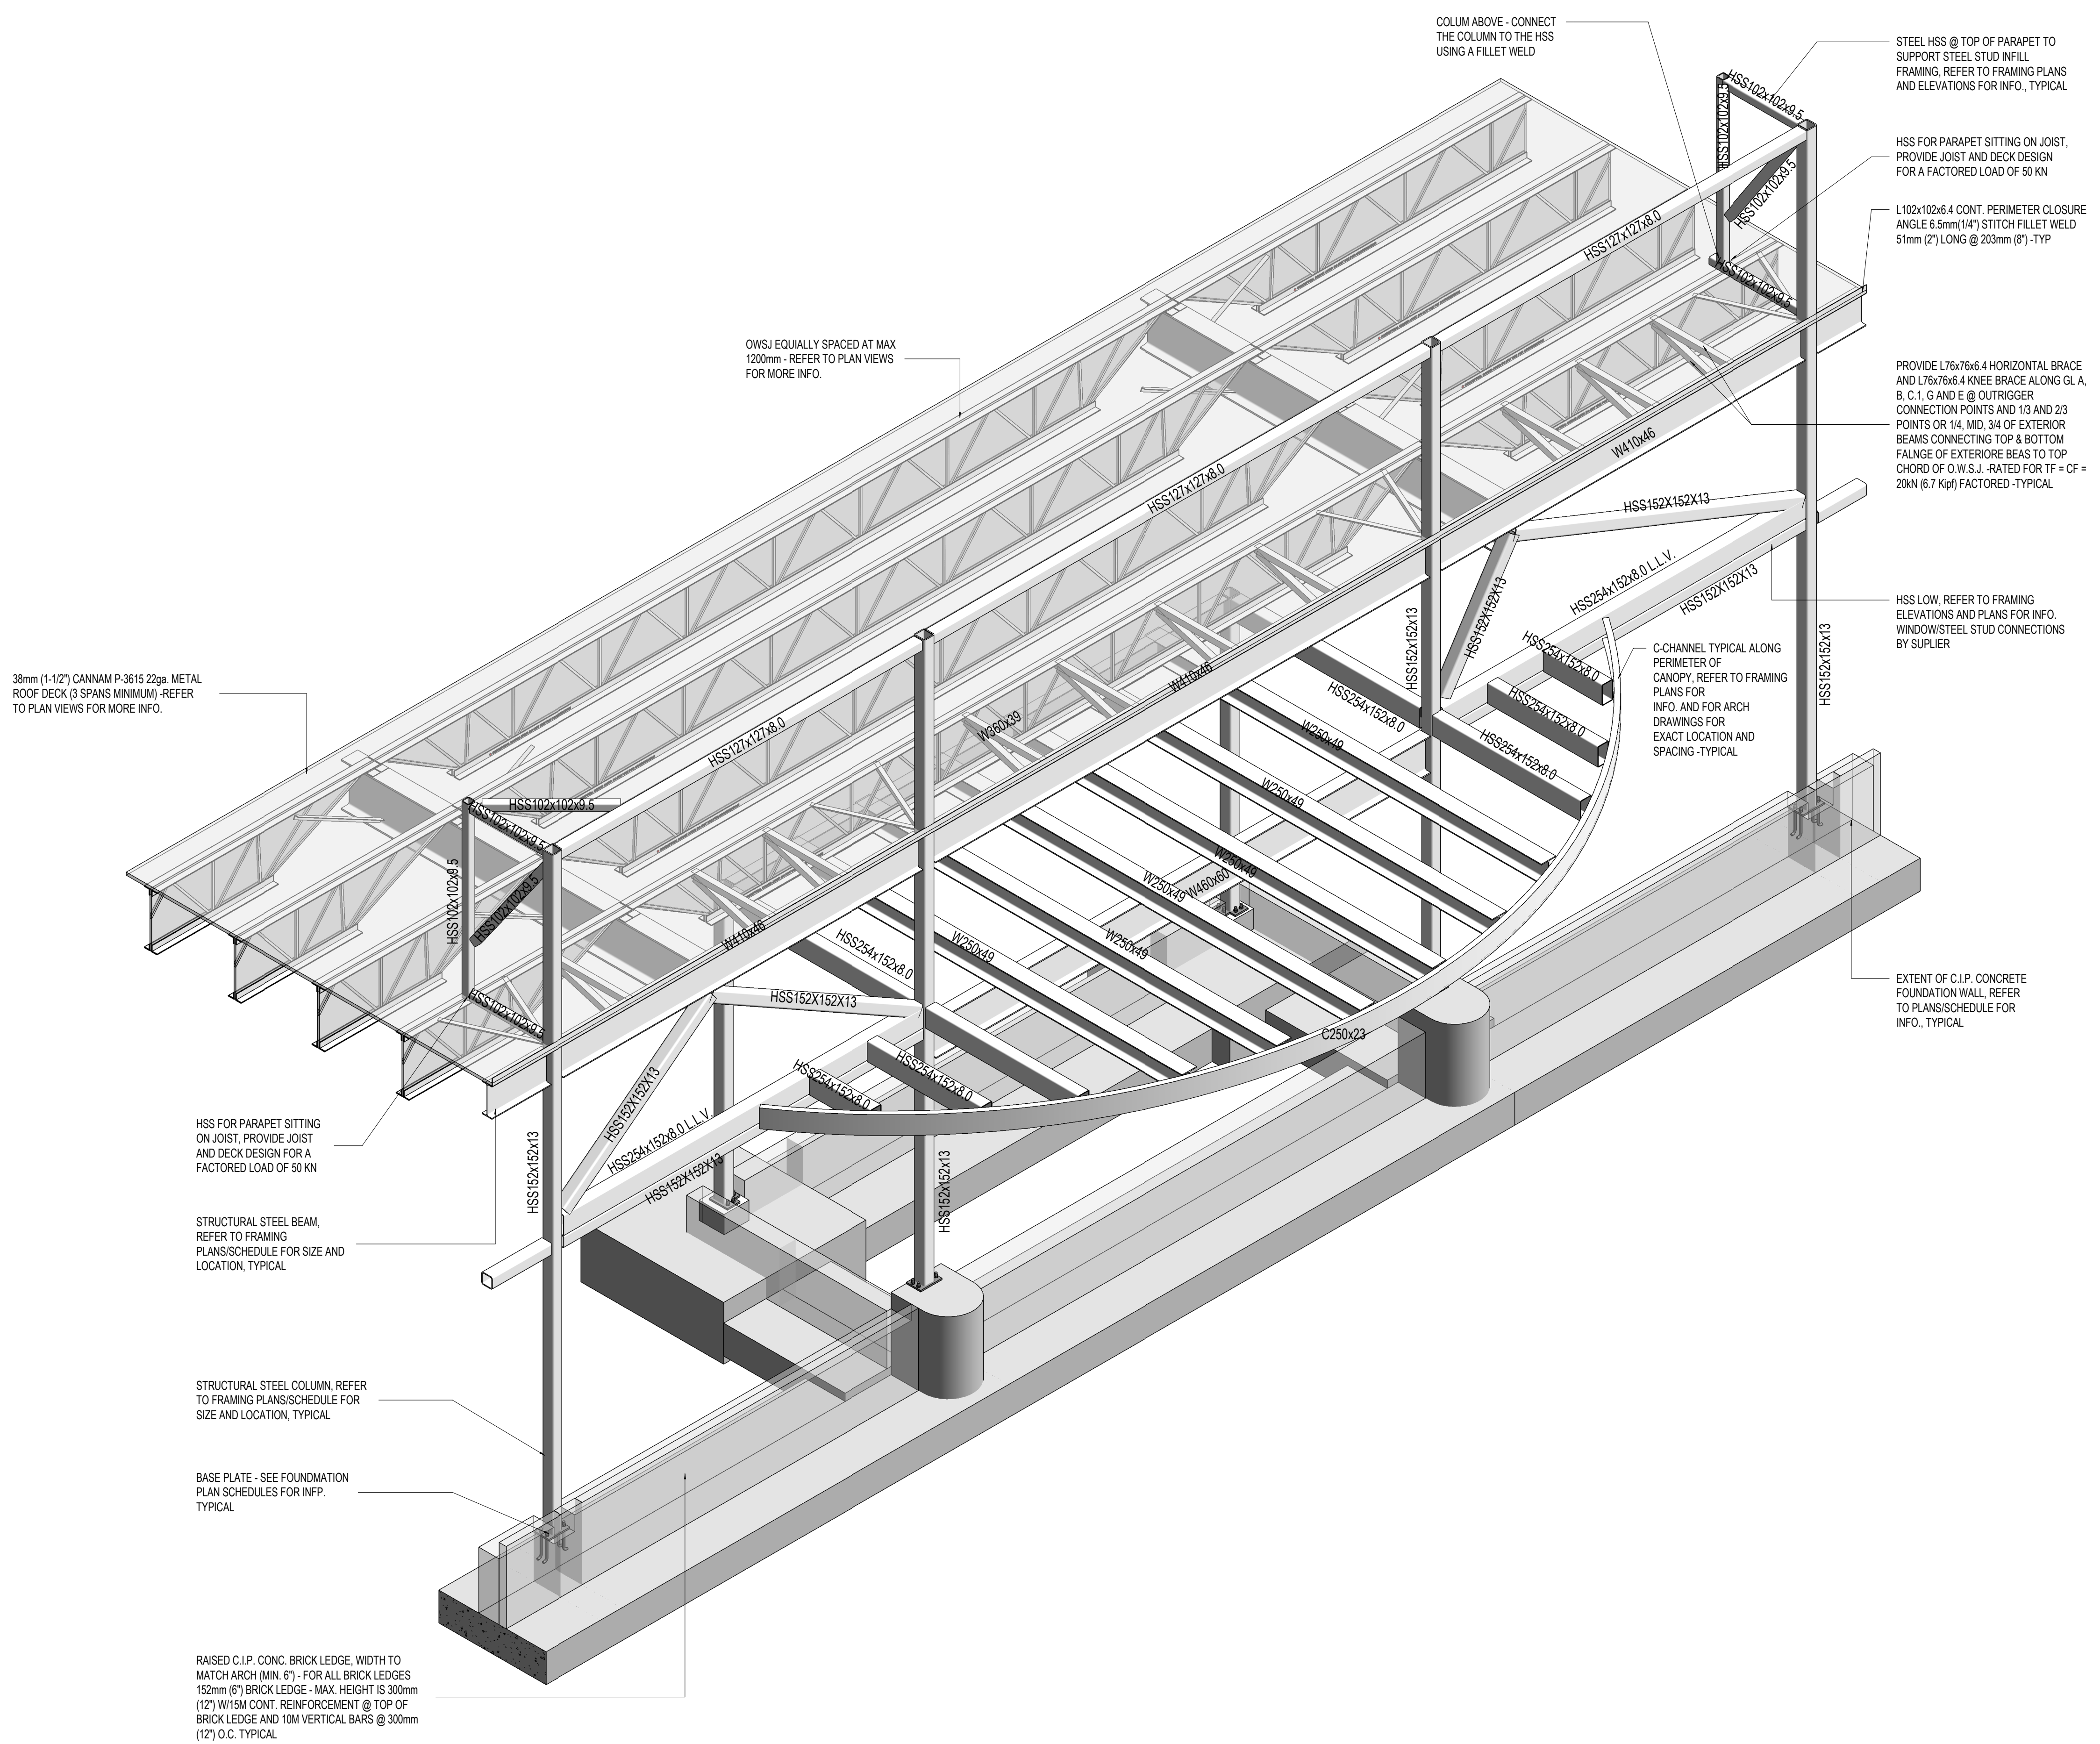 COLUM ABOVE - CONNECT
THE COLUMN TO THE HSS
USING A FILLET WELD
STEEL HSS @ TOP OF PARAPET TO
SUPPORT STEEL STUD INFILL
FRAMING, REFER TO FRAMING PLANS
AND ELEVATIONS FOR INFO., TYPICAL
HSS102x102x9.5
HSS102x102x9.5
HSS102x102x9.5
HSS102x102x9.5
HSS FOR PARAPET SITTING ON JOIST,
PROVIDE JOIST AND DECK DESIGN
FOR A FACTORED LOAD OF 50 KN
L102x102x6.4 CONT. PERIMETER CLOSURE
ANGLE 6.5mm(1/4") STITCH FILLET WELD
51mm (2") LONG @ 203mm (8") -TYP
HSS127x127x8.0
OWSJ EQUIALLY SPACED AT MAX
1200mm - REFER TO PLAN VIEWS
FOR MORE INFO.
PROVIDE L76x76x6.4 HORIZONTAL BRACE
AND L76x76x6.4 KNEE BRACE ALONG GL A,
B, C.1, G AND E @ OUTRIGGER
CONNECTION POINTS AND 1/3 AND 2/3
POINTS OR 1/4, MID, 3/4 OF EXTERIOR
BEAMS CONNECTING TOP & BOTTOM
FALNGE OF EXTERIORE BEAS TO TOP
CHORD OF O.W.S.J. -RATED FOR TF = CF =
20kN (6.7 Kipf) FACTORED -TYPICAL
W410x46
HSS127x127x8.0
HSS152X152X13
HSS254x152x8.0 L.L.V.
HSS152X152X13
HSS152X152X13
HSS152x152x13
HSS152x152x13
HSS LOW, REFER TO FRAMING
ELEVATIONS AND PLANS FOR INFO.
WINDOW/STEEL STUD CONNECTIONS
BY SUPLIER
C-CHANNEL TYPICAL ALONG
PERIMETER OF
CANOPY, REFER TO FRAMING
PLANS FOR
INFO. AND FOR ARCH
DRAWINGS FOR
EXACT LOCATION AND
SPACING -TYPICAL
HSS254x152x8.0
HSS254x152x8.0
HSS254x152x8.0
HSS254x152x8.0
38mm (1-1/2") CANNAM P-3615 22ga. METAL
ROOF DECK (3 SPANS MINIMUM) -REFER
TO PLAN VIEWS FOR MORE INFO.
W410x46
W360x39
HSS127x127x8.0
W250x49
W250x49
W250x49
W250x49
W460x60
W250x49
W250x49
HSS102x102x9.5
HSS102x102x9.5
HSS102x102x9.5
HSS102x102x9.5
HSS102x102x9.5
W410x46
HSS254x152x8.0
HSS152X152X13
HSS152X152X13
HSS254x152x8.0
HSS254x152x8.0
C250x23
HSS254x152x8.0 L.L.V.
HSS152X152X13
HSS152x152x13
HSS152x152x13
EXTENT OF C.I.P. CONCRETE
FOUNDATION WALL, REFER
TO PLANS/SCHEDULE FOR
INFO., TYPICAL
HSS FOR PARAPET SITTING
ON JOIST, PROVIDE JOIST
AND DECK DESIGN FOR A
FACTORED LOAD OF 50 KN
STRUCTURAL STEEL BEAM,
REFER TO FRAMING
PLANS/SCHEDULE FOR SIZE AND
LOCATION, TYPICAL
STRUCTURAL STEEL COLUMN, REFER
TO FRAMING PLANS/SCHEDULE FOR
SIZE AND LOCATION, TYPICAL
BASE PLATE - SEE FOUNDMATION
PLAN SCHEDULES FOR INFP.
TYPICAL
RAISED C.I.P. CONC. BRICK LEDGE, WIDTH TO
MATCH ARCH (MIN. 6") - FOR ALL BRICK LEDGES
152mm (6") BRICK LEDGE - MAX. HEIGHT IS 300mm
(12") W/15M CONT. REINFORCEMENT @ TOP OF
BRICK LEDGE AND 10M VERTICAL BARS @ 300mm
(12") O.C. TYPICAL